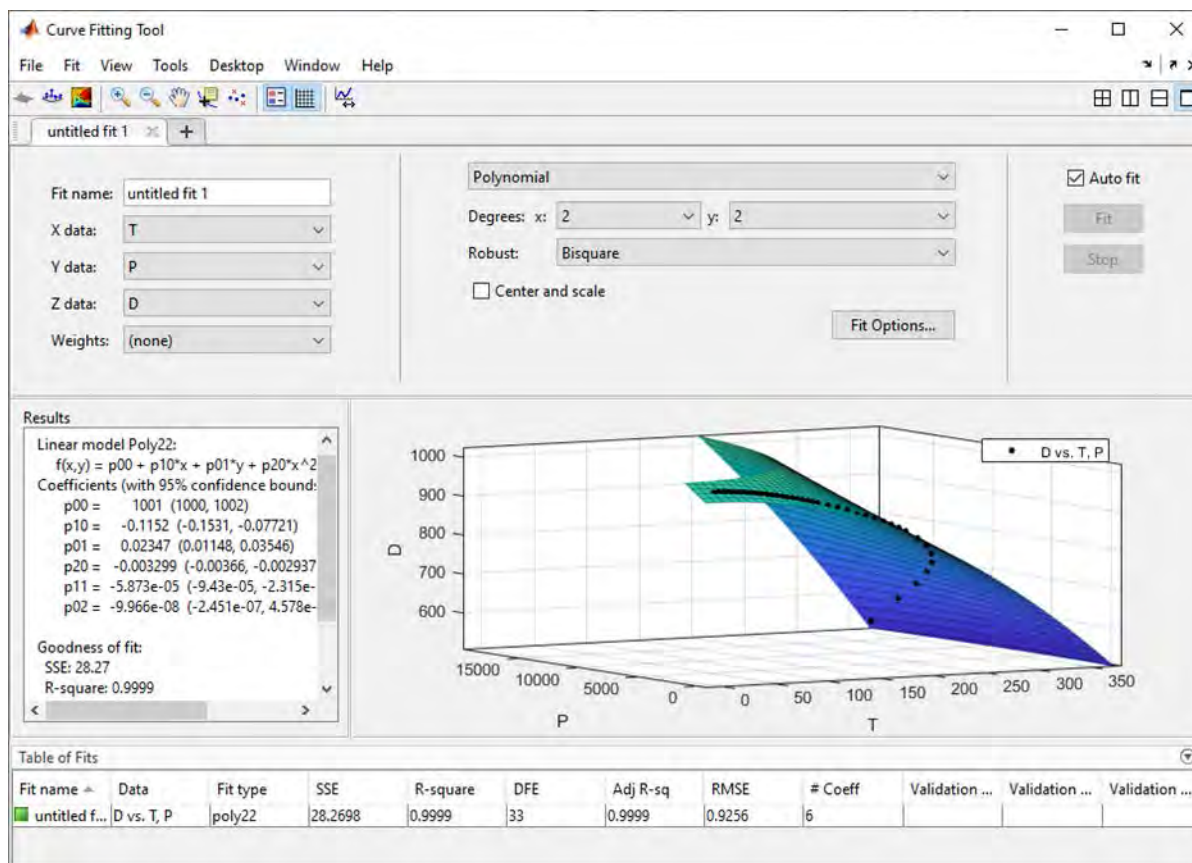 Curve Fitting Tool
File Fit View Tools Desktop Window Help
untitled fit 1
Fit name: untitled fit 1
X data: T
Y data: P
Z data: D
Weights: (none)
Polynomial
Degrees: x: 2 y: 2
Robust: Bisquare
Center and scale
Fit Options...
Auto fit
Fit
Stop
Results
Linear model Poly22:
f(x,y) = p00 + p10*x + p01*y + p20*x^2
Coefficients (with 95% confidence bounds
p00 = 1001 (1000, 1002)
p10 = -0.1152 (-0.1531, -0.07721)
p01 = 0.02347 (0.01148, 0.03546)
p20 = -0.003299 (-0.00366, -0.002937
p11 = -5.873e-05 (-9.43e-05, -2.315e-
p02 = -9.966e-08 (-2.451e-07, 4.578e-
Goodness of fit:
SSE: 28.27
R-square: 0.9999
D vs. T, P
1000
900
800
700
600
D
15000 10000 5000 0
P
0 50 100 150 200 250 300 350
T
Table of Fits
Fit name Data Fit type SSE R-square DFE Adj R-sq RMSE # Coeff Validation ... Validation ... Validation ...
untitled f... D vs. T, P poly22 28.2698 0.9999 33 0.9999 0.9256 6